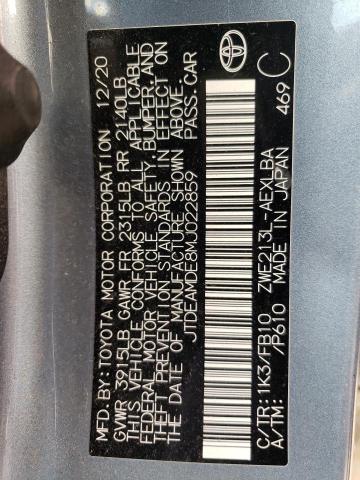 MFD. BY: TOYOTA MOTOR CORPORATION 12/20
GVWR 3915LB GAWR FR 2315LB RR 2140LB
THIS VEHICLE CONFORMS TO ALL APPLICABLE
FEDERAL MOTOR VEHICLE SAFETY, BUMPER, AND
THEFT PREVENTION STANDARDS IN EFFECT ON
THE DATE OF MANUFACTURE SHOWN ABOVE.
JTDEAMDE8MJ022859 PASS.CAR
C/TR: 1K3/FB10 ZWE213L-AEXLBA
A/TM: /P610 MADE IN JAPAN 469 C
TOYOTA